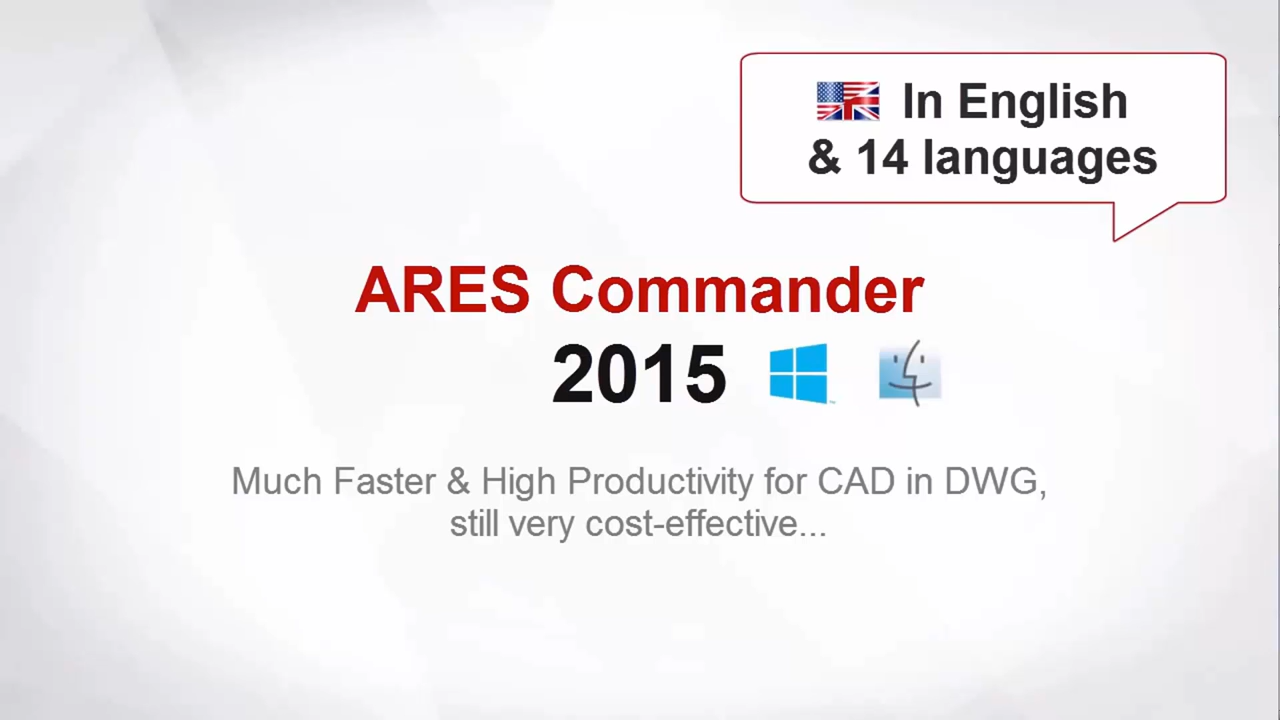 In English
& 14 languages
ARES Commander
2015
Much Faster & High Productivity for CAD in DWG,
still very cost-effective...